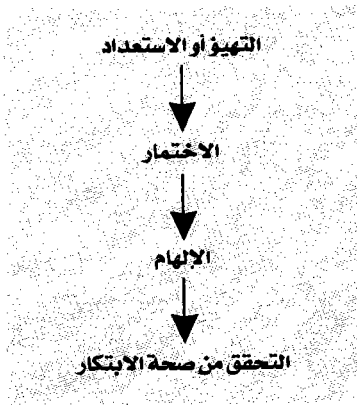 التهيؤ أو الاستعداد
الاختمار
الإلهام
التحقق من صحة الابتكار